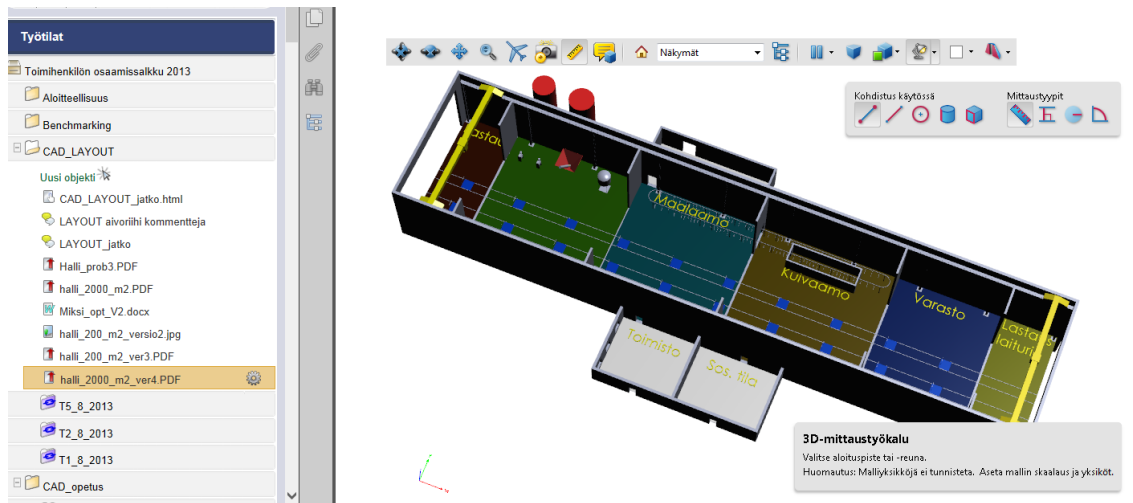 Työtilat
Toimihenkilön osaamissalkku 2013
Aloitteellisuus
Benchmarking
CAD_LAYOUT
Uusi objekti
CAD_LAYOUT_jatko.html
LAYOUT aivoriihi kommentteja
LAYOUT_jatko
Halli_prob3.PDF
halli_2000_m2.PDF
Miksi_opt_V2.docx
halli_200_m2_versio2.jpg
halli_200_m2_ver3.PDF
halli_2000_m2_ver4.PDF
T5_8_2013
T2_8_2013
T1_8_2013
CAD_opetus
Näkymät
Kohdistus käytössä
Mittaustyypit
Maalaamo
Kuivaamo
Varasto
Lastaus
laituri
Toimisto
Sos. tila
3D-mittaustyökalu
Valitse aloituspiste tai -reuna.
Huomautus: Malliyksikköjä ei tunnisteta. Aseta mallin skaalaus ja yksiköt.